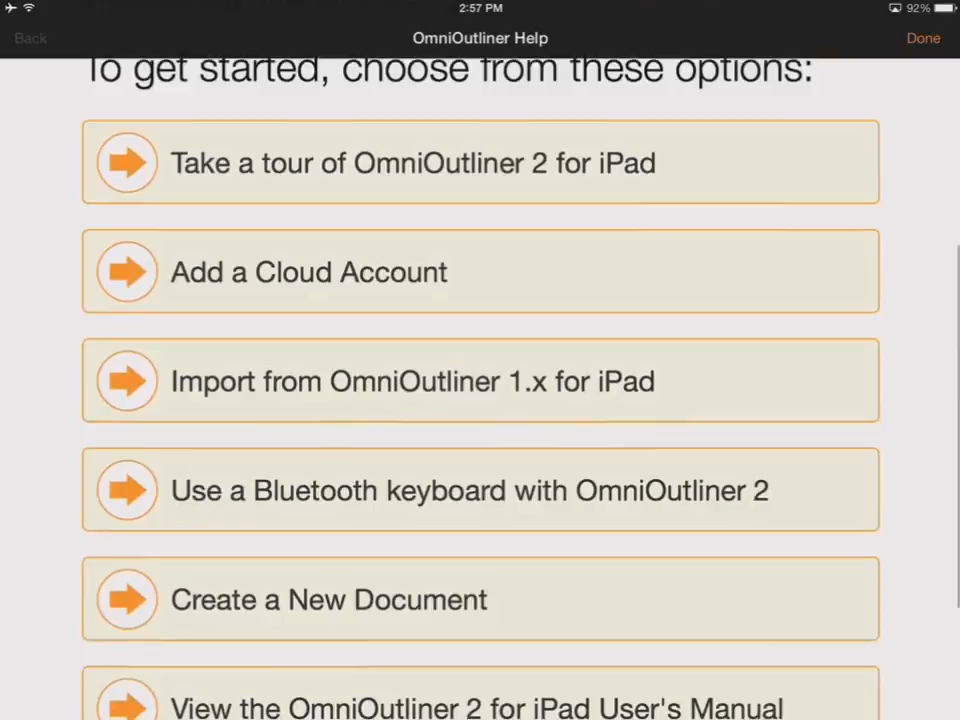 2:57 PM
92%
Back
OmniOutliner Help
Done
To get started, choose from these options:
Take a tour of OmniOutliner 2 for iPad
Add a Cloud Account
Import from OmniOutliner 1.x for iPad
Use a Bluetooth keyboard with OmniOutliner 2
Create a New Document
View the OmniOutliner 2 for iPad User's Manual